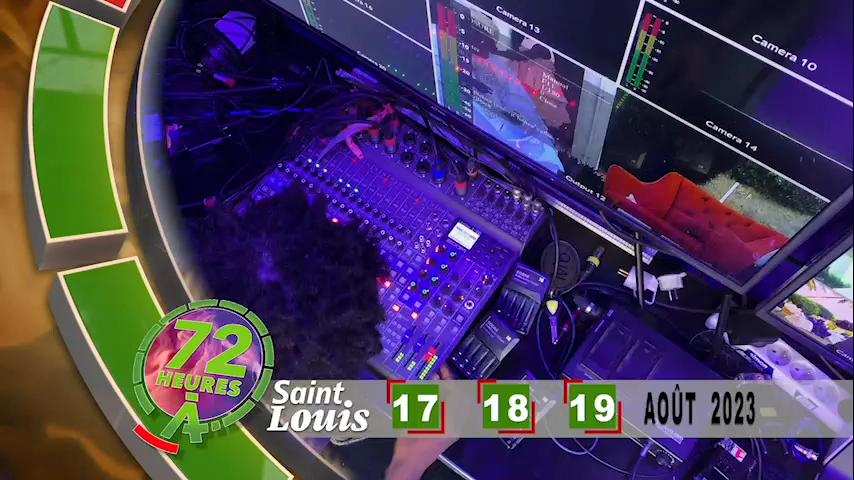 Camera 13
Camera 10
Camera 14
Output 12
72
HEURES
À
Saint
Louis
17 18 19 AOÛT 2023